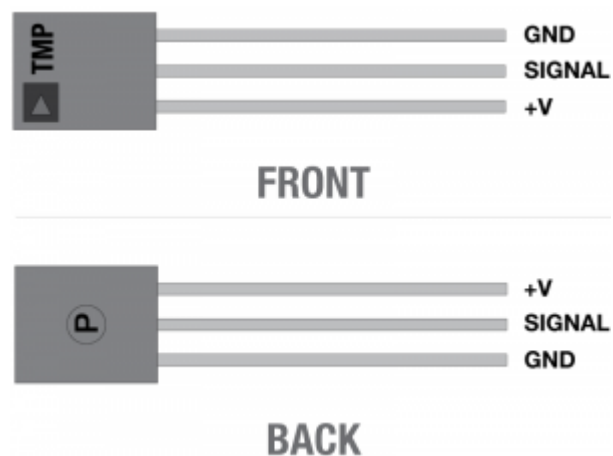 TMP
GND
SIGNAL
+V
FRONT
P
+V
SIGNAL
GND
BACK